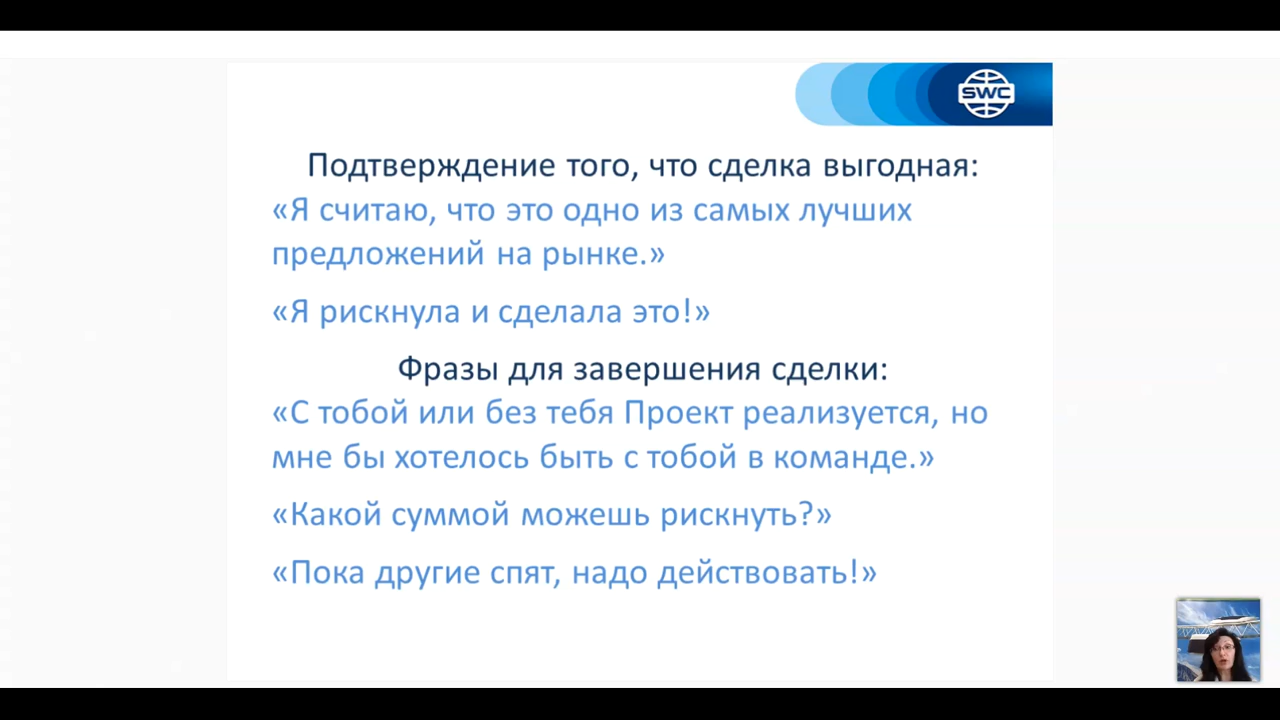 SWC
Подтверждение того, что сделка выгодная:
«Я считаю, что это одно из самых лучших
предложений на рынке.»
«Я рискнула и сделала это!»
Фразы для завершения сделки:
«С тобой или без тебя Проект реализуется, но
мне бы хотелось быть с тобой в команде.»
«Какой суммой можешь рискнуть?»
«Пока другие спят, надо действовать!»